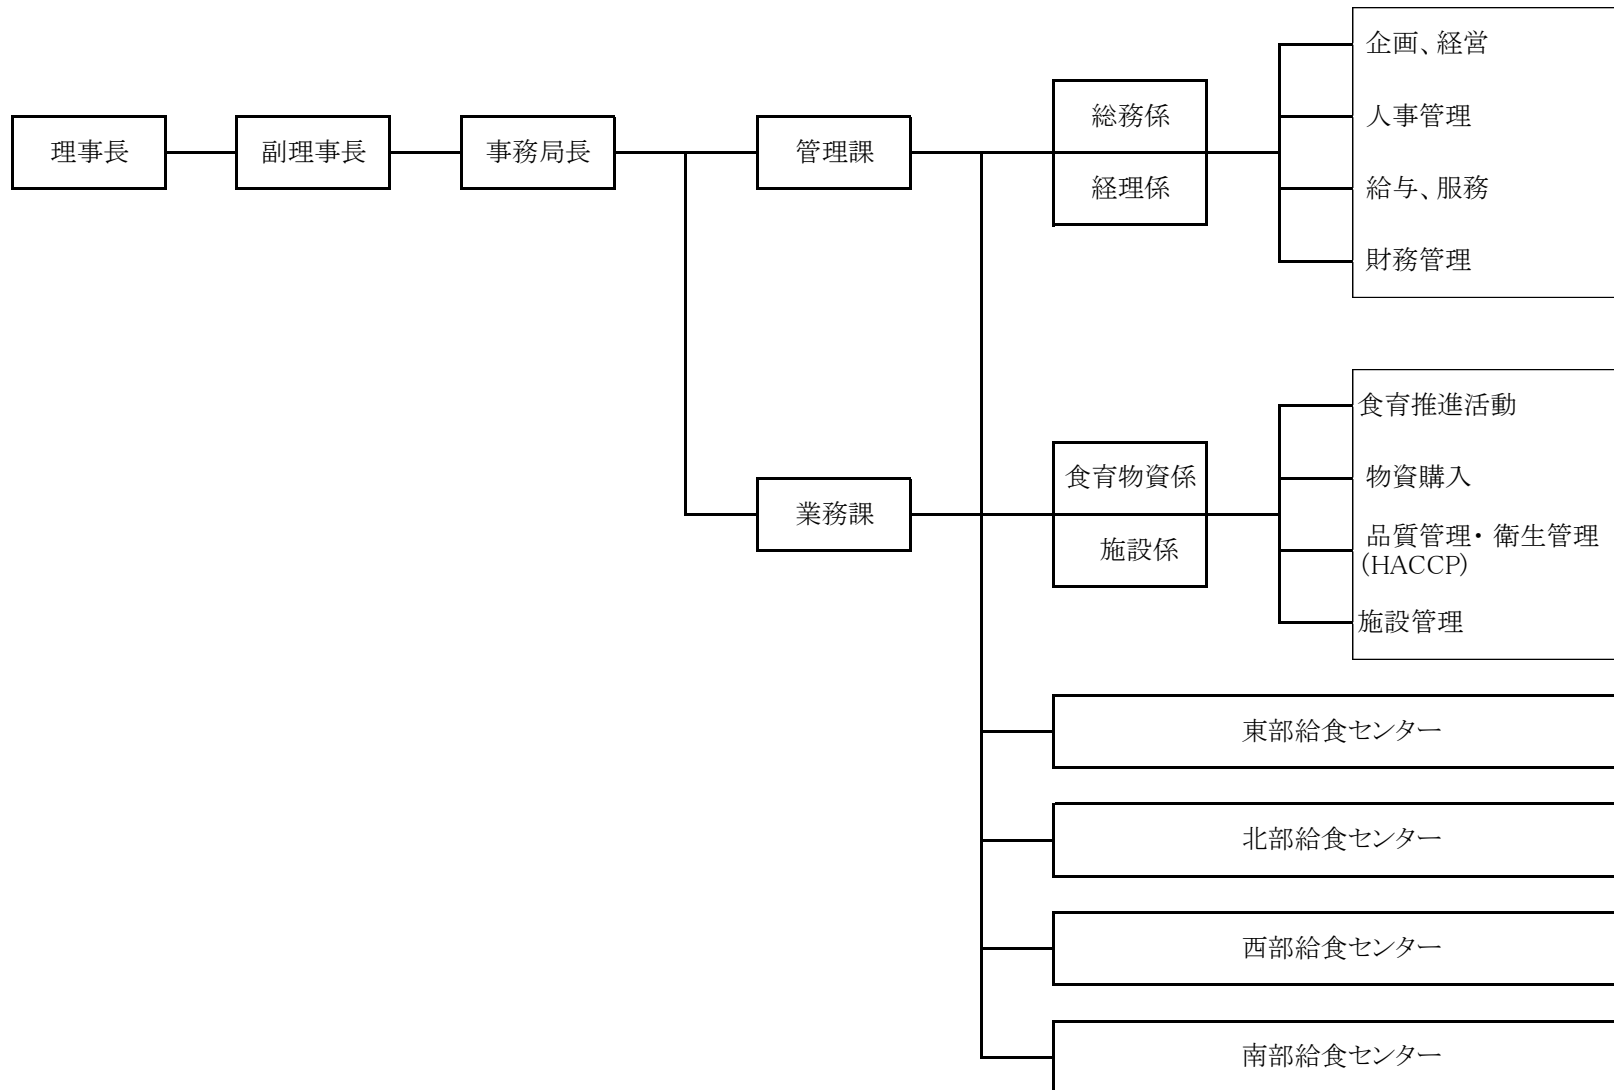 理事長
副理事長
事務局長
管理課
総務係
経理係
企画、経営
人事管理
給与、服務
財務管理
業務課
食育物資係
施設係
食育推進活動
物資購入
品質管理・衛生管理
(HACCP)
施設管理
東部給食センター
北部給食センター
西部給食センター
南部給食センター